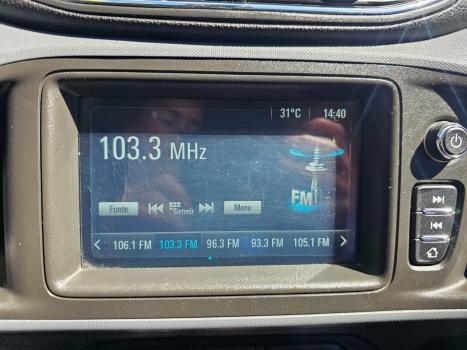 31°C 14:40
103.3 MHz
FM
Fonte Sintoniz Menu
106.1 FM 103.3 FM 96.3 FM 93.3 FM 105.1 FM